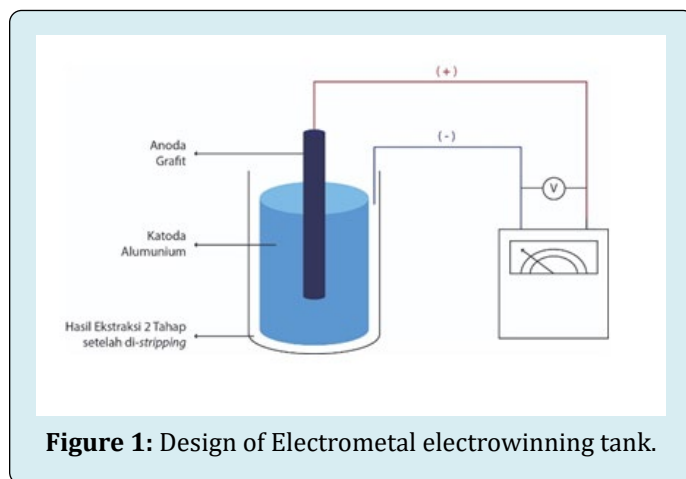 (+)
(-)
Anoda
Grafit
V
Katoda
Alumunium
Hasil Ekstraksi 2 Tahap
setelah di-stripping
Figure 1: Design of Electrometal electrowinning tank.